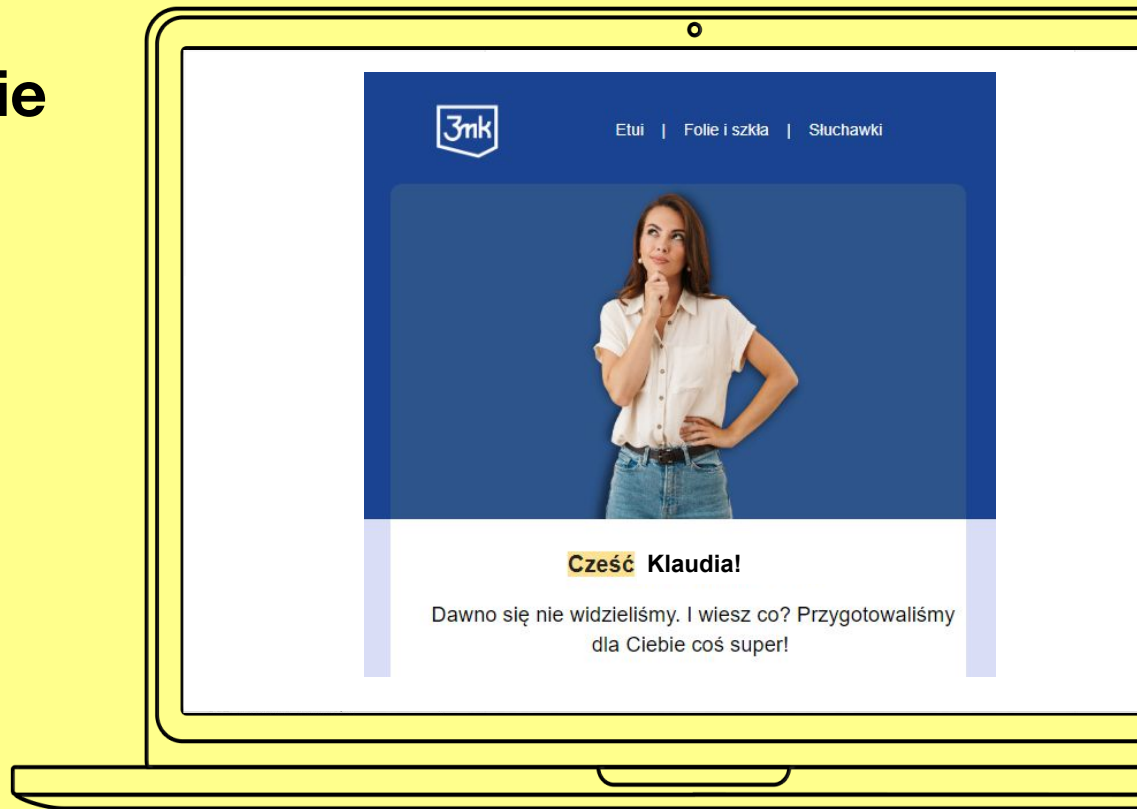 ie
3mk
Etui | Folie i szkła | Słuchawki
Cześć Klaudia!
Dawno się nie widzieliśmy. I wiesz co? Przygotowaliśmy
dla Ciebie coś super!